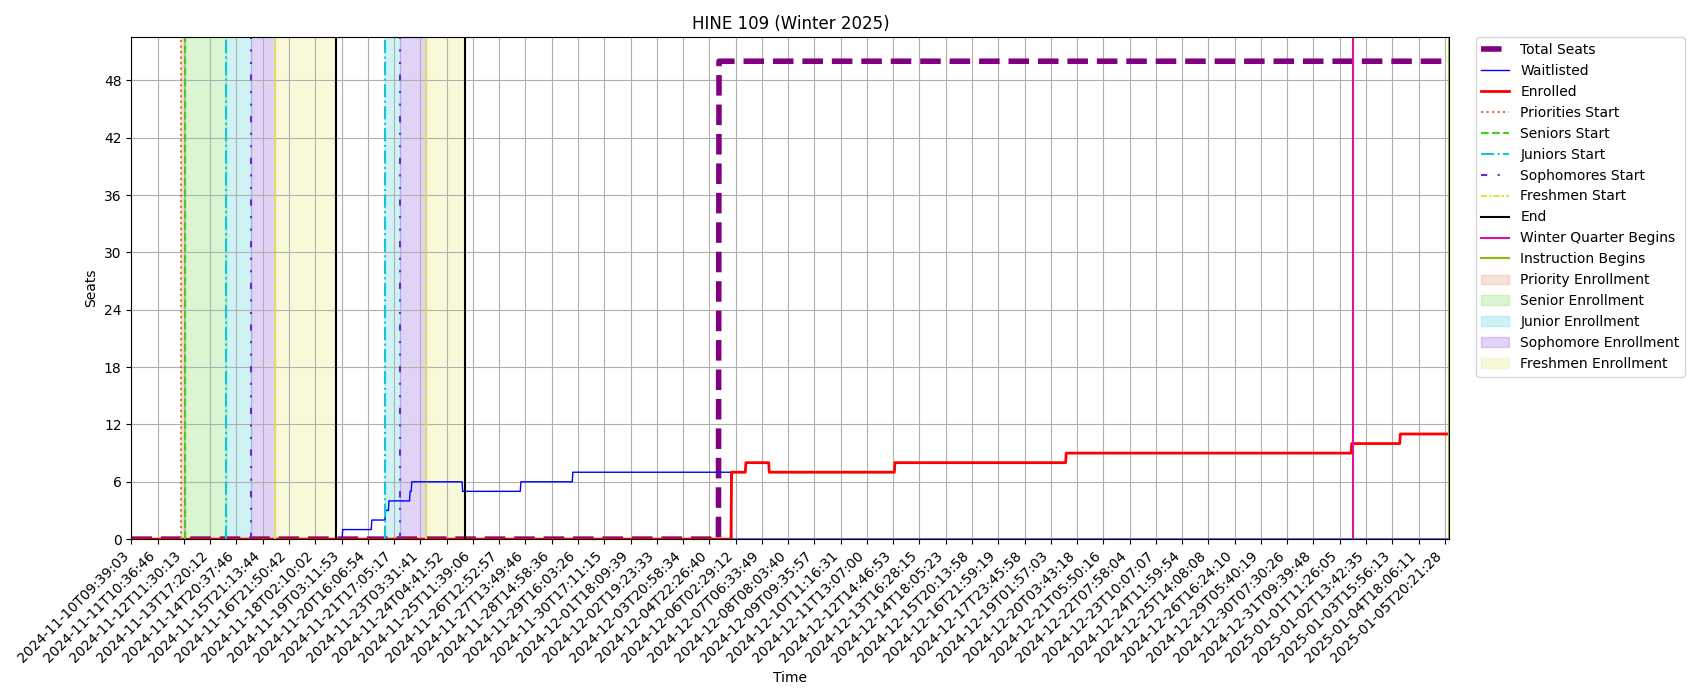 HINE 109 (Winter 2025)
Seats
48
42
36
30
24
18
12
6
0
2024-11-10T09:39:03
2024-11-11T10:36:46
2024-11-12T11:30:13
2024-11-13T17:20:12
2024-11-14T20:37:46
2024-11-15T21:13:44
2024-11-16T21:50:42
2024-11-18T02:10:02
2024-11-19T03:11:53
2024-11-20T16:06:54
2024-11-21T17:05:17
2024-11-23T03:31:41
2024-11-24T04:41:52
2024-11-25T11:39:06
2024-11-26T12:52:57
2024-11-27T13:49:46
2024-11-28T14:58:36
2024-11-29T16:03:26
2024-11-30T17:11:15
2024-12-01T18:09:39
2024-12-02T19:23:33
2024-12-03T20:58:34
2024-12-04T22:26:40
2024-12-06T02:29:12
2024-12-07T06:33:49
2024-12-08T08:03:40
2024-12-09T09:35:57
2024-12-10T11:16:31
2024-12-11T13:07:00
2024-12-12T14:46:53
2024-12-13T16:28:15
2024-12-14T18:05:23
2024-12-15T20:13:58
2024-12-16T21:59:19
2024-12-17T23:45:58
2024-12-19T01:57:03
2024-12-20T03:43:18
2024-12-21T05:50:16
2024-12-22T07:58:04
2024-12-23T10:07:07
2024-12-24T11:59:54
2024-12-25T14:08:08
2024-12-26T16:24:10
2024-12-29T05:40:19
2024-12-30T07:30:26
2024-12-31T09:39:48
2025-01-01T11:26:05
2025-01-02T13:42:35
2025-01-03T15:56:13
2025-01-04T18:06:11
2025-01-05T20:21:28
Time
Total Seats
Waitlisted
Enrolled
Priorities Start
Seniors Start
Juniors Start
Sophomores Start
Freshmen Start
End
Winter Quarter Begins
Instruction Begins
Priority Enrollment
Senior Enrollment
Junior Enrollment
Sophomore Enrollment
Freshmen Enrollment